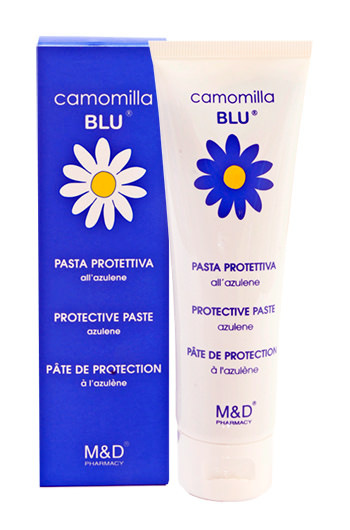 camomilla
BLU®
PASTA PROTETTIVA
all'azulene
PROTECTIVE PASTE
azulene
PÂTE DE PROTECTION
à l'azulène
M&D
PHARMACY
camomilla
BLU®
PASTA PROTETTIVA
all'azulene
PROTECTIVE PASTE
azulene
PÂTE DE PROTECTION
à l'azulène
M&D®
PHARMACY